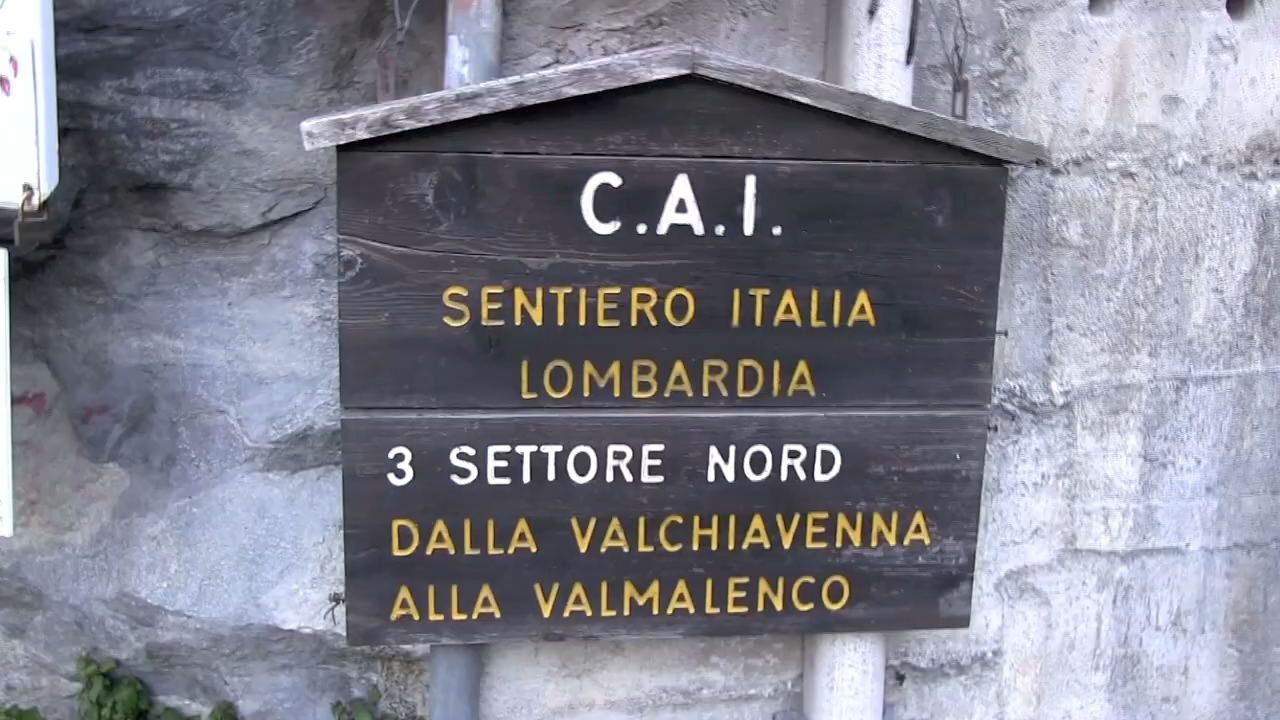 C.A.I.
SENTIERO ITALIA
LOMBARDIA
3 SETTORE NORD
DALLA VALCHIAVENNA
ALLA VALMALENCO